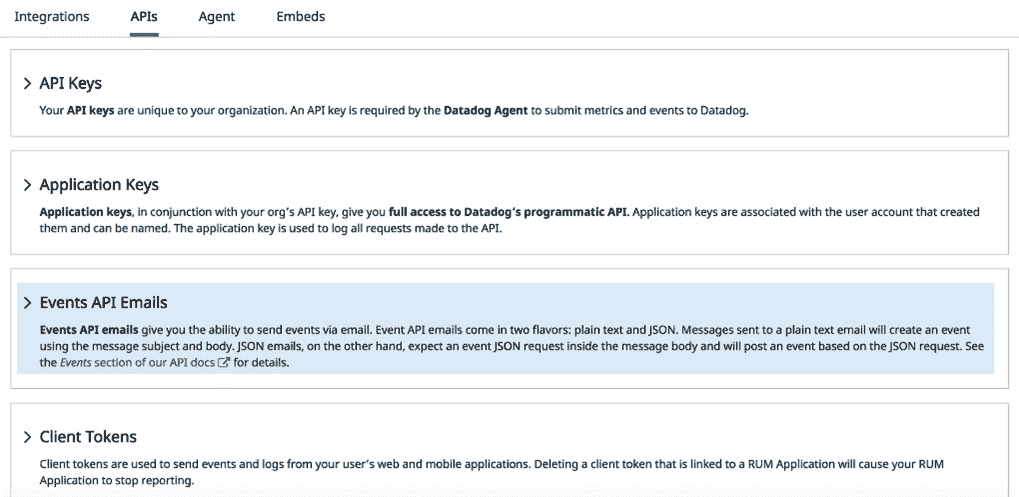 Integrations APIs Agent Embeds
API Keys
Your API keys are unique to your organization. An API key is required by the Datadog Agent to submit metrics and events to Datadog.
Application Keys
Application keys, in conjunction with your org's API key, give you full access to Datadog's programmatic API. Application keys are associated with the user account that created
them and can be named. The application key is used to log all requests made to the API.
Events API Emails
Events API emails give you the ability to send events via email. Event API emails come in two flavors: plain text and JSON. Messages sent to a plain text email will create an event
using the message subject and body. JSON emails, on the other hand, expect an event JSON request inside the message body and will post an event based on the JSON request. See
the Events section of our API docs for details.
Client Tokens
Client tokens are used to send events and logs from your user's web and mobile applications. Deleting a client token that is linked to a RUM Application will cause your RUM
Application to stop reporting.